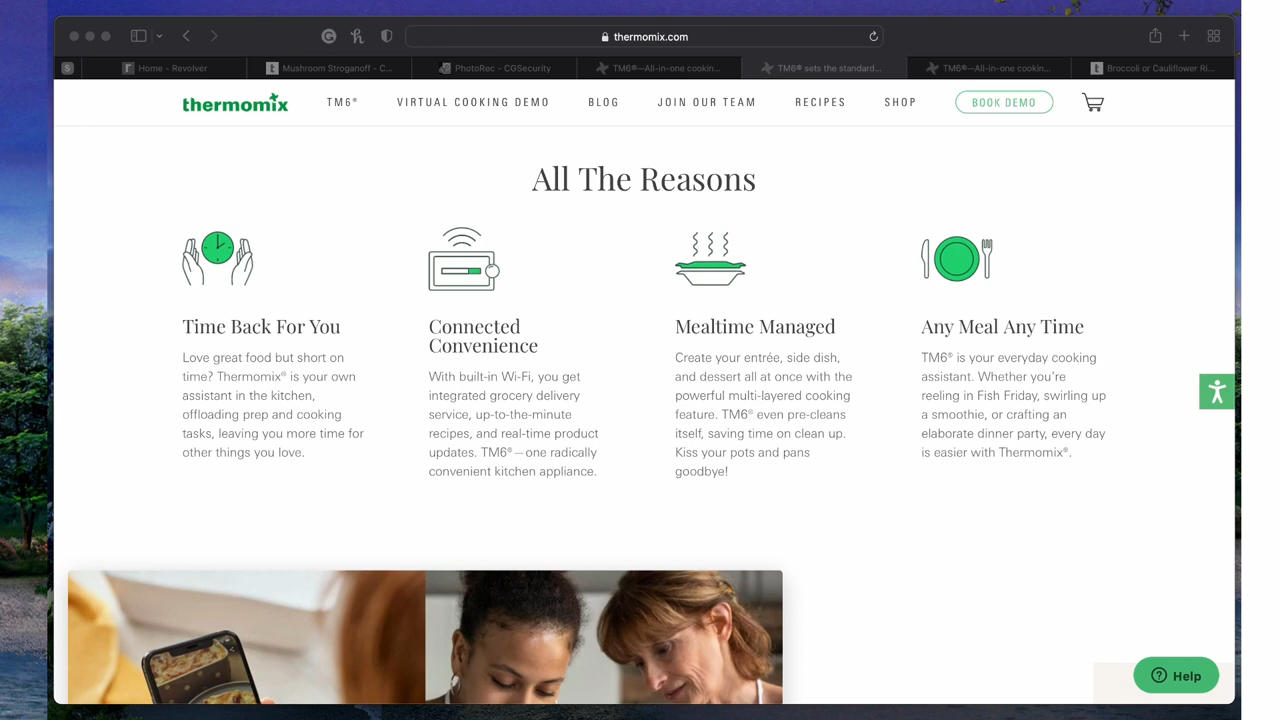 thermomix.com
S
Home - Revolver
Mushroom Stroganoff - C...
PhotoRec - CGSecurity
TM6®—All-in-one cookin...
TM6® sets the standard...
TM6®—All-in-one cookin...
Broccoli or Cauliflower Ri...
thermomix
TM6®
VIRTUAL COOKING DEMO
BLOG
JOIN OUR TEAM
RECIPES
SHOP
BOOK DEMO
All The Reasons
Time Back For You
Love great food but short on
time? Thermomix® is your own
assistant in the kitchen,
offloading prep and cooking
tasks, leaving you more time for
other things you love.
Connected
Convenience
With built-in Wi-Fi, you get
integrated grocery delivery
service, up-to-the-minute
recipes, and real-time product
updates. TM6®—one radically
convenient kitchen appliance.
Mealtime Managed
Create your entrée, side dish,
and dessert all at once with the
powerful multi-layered cooking
feature. TM6® even pre-cleans
itself, saving time on clean up.
Kiss your pots and pans
goodbye!
Any Meal Any Time
TM6® is your everyday cooking
assistant. Whether you're
reeling in Fish Friday, swirling up
a smoothie, or crafting an
elaborate dinner party, every day
is easier with Thermomix®.
Help